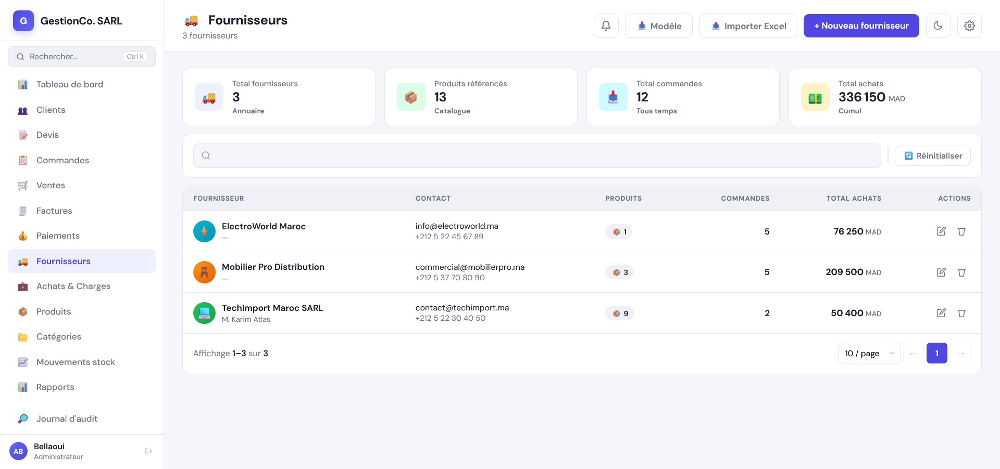 G GestionCo. SARL
Rechercher... Ctrl K
Tableau de bord
Clients
Devis
Commandes
Ventes
Factures
Paiements
Fournisseurs
Achats & Charges
Produits
Catégories
Mouvements stock
Rapports
Journal d'audit
AB Bellaoui
Administrateur
Fournisseurs
3 fournisseurs
Modèle
Importer Excel
+ Nouveau fournisseur
Total fournisseurs
3
Annuaire
Produits référencés
13
Catalogue
Total commandes
12
Tous temps
Total achats
336 150 MAD
Cumul
Réinitialiser
FOURNISSEUR CONTACT PRODUITS COMMANDES TOTAL ACHATS ACTIONS
ElectroWorld Maroc
—
info@electroworld.ma
+212 5 22 45 67 89
1
5
76 250 MAD
Mobilier Pro Distribution
—
commercial@mobilierpro.ma
+212 5 37 70 80 90
3
5
209 500 MAD
TechImport Maroc SARL
M. Karim Atlas
contact@techimport.ma
+212 5 22 30 40 50
9
2
50 400 MAD
Affichage 1–3 sur 3
10 / page ← 1 →